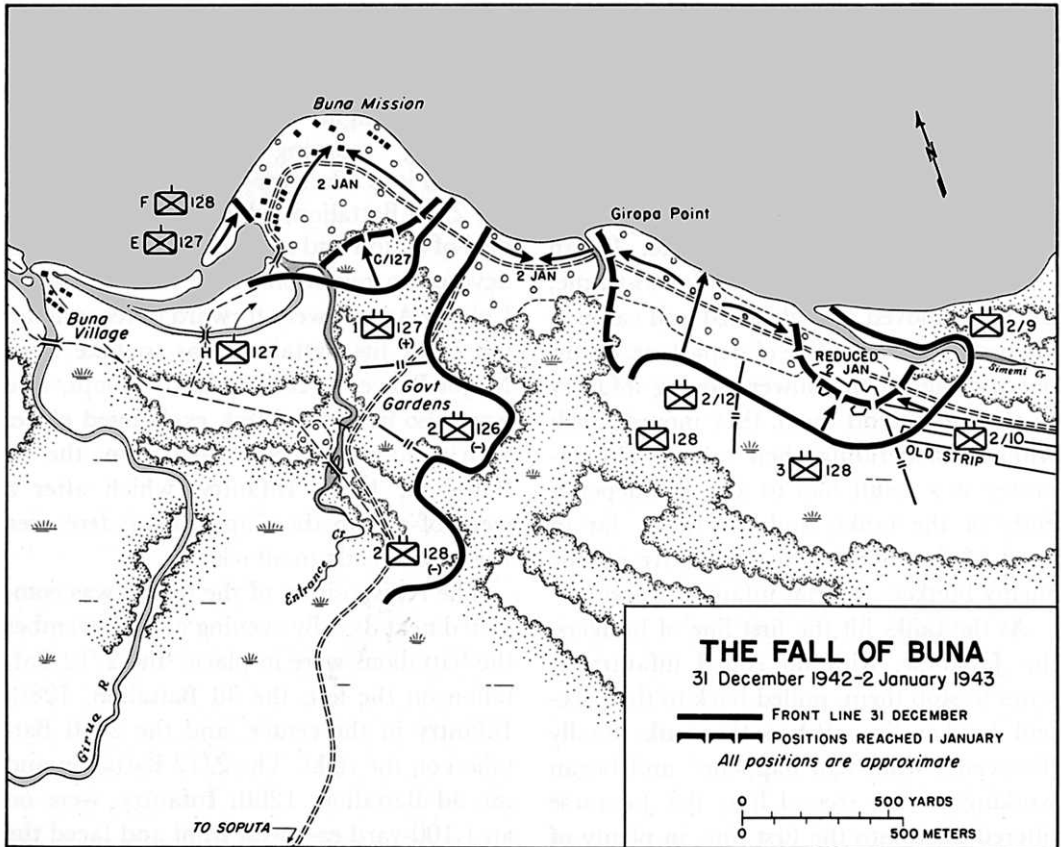 Buna Mission
N
F 128
E 127
2 JAN
Giropa Point
C/127
2 JAN
Buna
Village
1 127
(+)
H 127
Govt
Gardens
2/9
Simemi Cr
REDUCED
2 JAN
2/12
2 126
(-)
1 128
2/10
OLD STRIP
3 128
2 128
(-)
Entrance Cr
Girua R
TO SOPUTA
THE FALL OF BUNA
31 December 1942-2 January 1943
FRONT LINE 31 DECEMBER
POSITIONS REACHED 1 JANUARY
All positions are approximate
0 500 YARDS
0 500 METERS